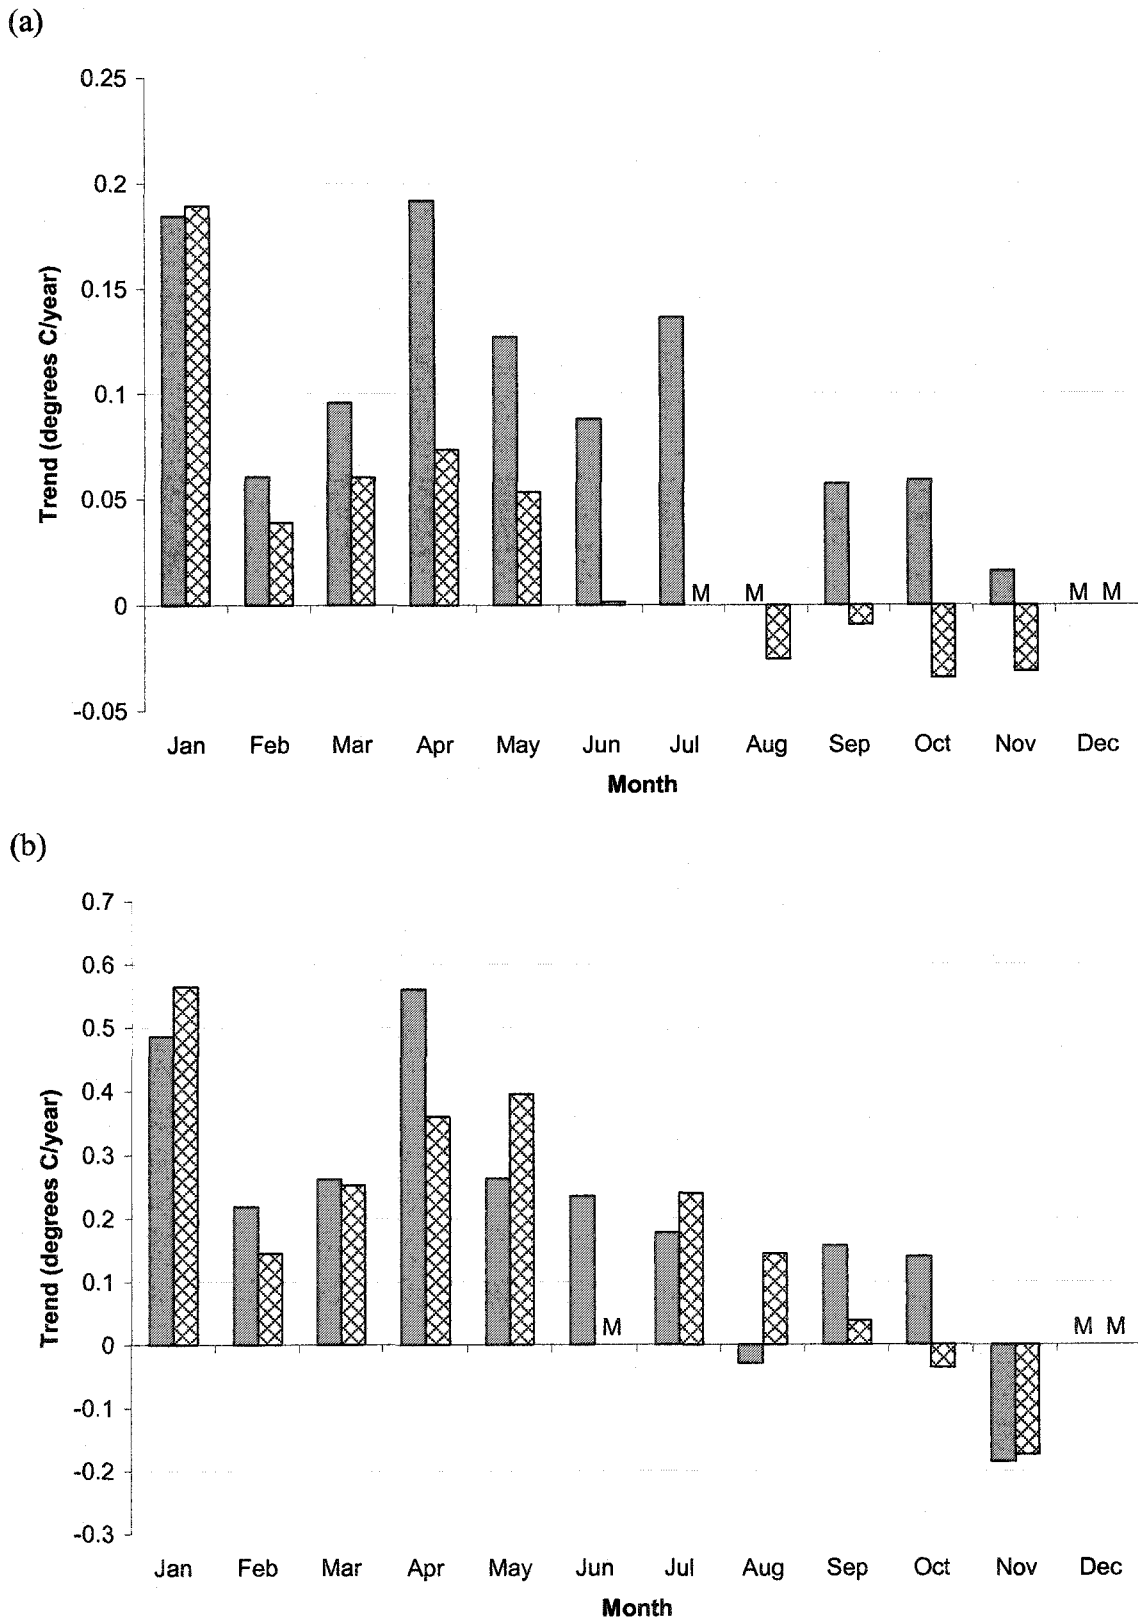 (a)
0.25
0.2
0.15
0.1
0.05
0
-0.05
Trend (degrees C/year)
M M M M
Jan Feb Mar Apr May Jun Jul Aug Sep Oct Nov Dec
Month
(b)
0.7
0.6
0.5
0.4
0.3
0.2
0.1
0
-0.1
-0.2
-0.3
Trend (degrees C/year)
M M M
Jan Feb Mar Apr May Jun Jul Aug Sep Oct Nov Dec
Month